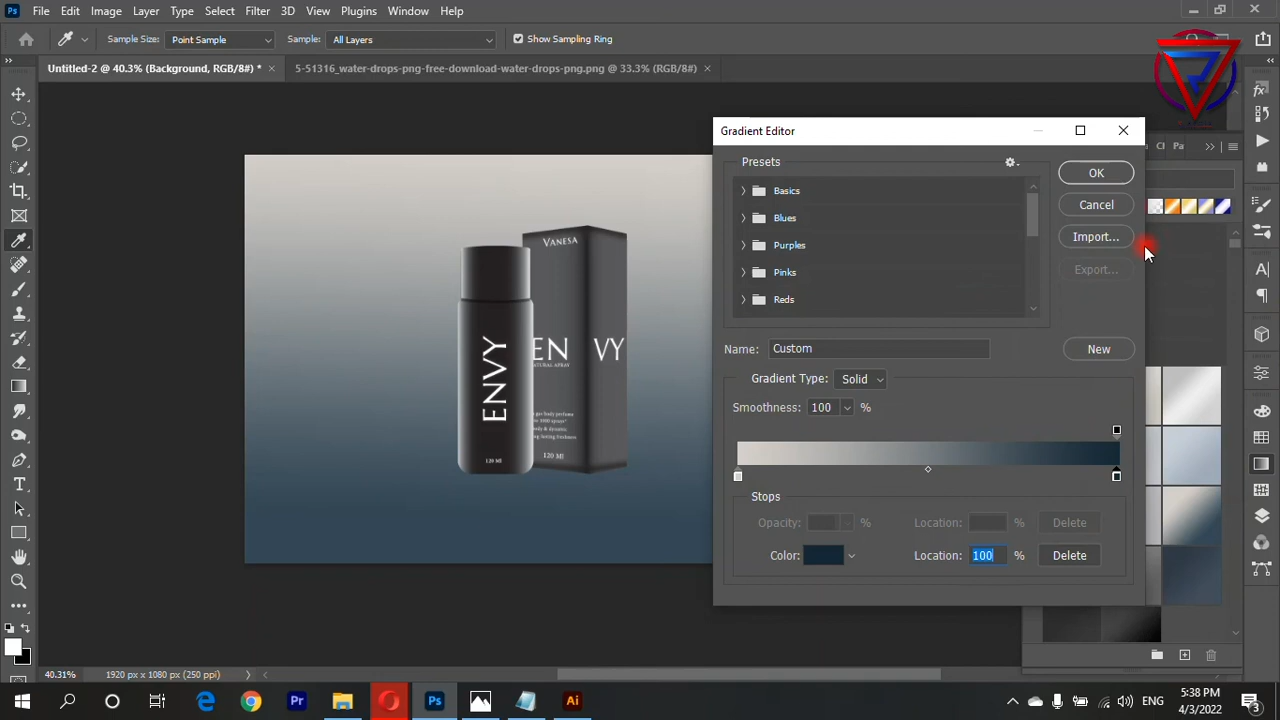 Ps File Edit Image Layer Type Select Filter 3D View Plugins Window Help
Sample Size: Point Sample Sample: All Layers Show Sampling Ring
Untitled-2 @ 40.3% (Background, RGB/8#) * × 5-51316_water-drops-png-free-download-water-drops-png.png @ 33.3% (RGB/8#) ×
Gradient Editor
Presets
Basics
Blues
Purples
Pinks
Reds
OK
Cancel
Import...
Export...
Name: Custom New
Gradient Type: Solid
Smoothness: 100 %
Stops
Opacity: % Location: % Delete
Color: Location: 100 % Delete
VANESA
ENVY
EN VY
NATURAL SPRAY
120 Ml
120 Ml
40.31% 1920 px x 1080 px (250 ppi)
Pr Ps Ai
ENG
5:38 PM
4/3/2022
3